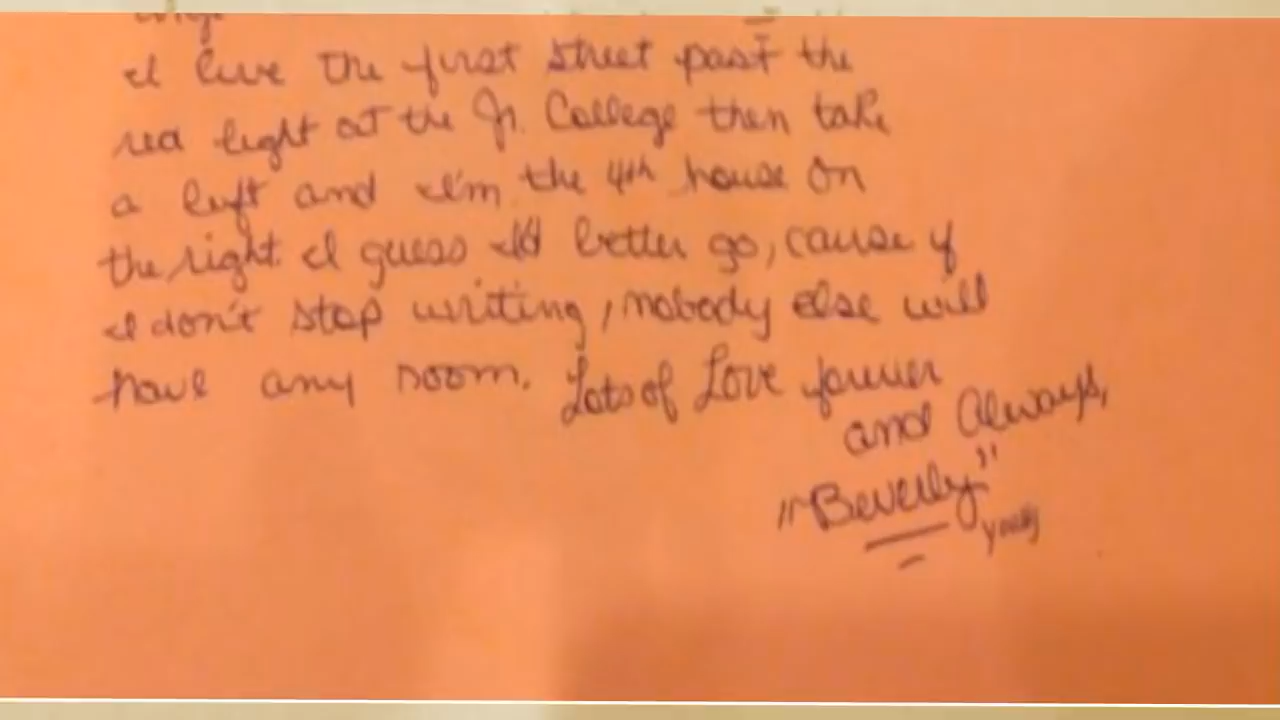 I live the first street past the
red light at the Jr. College then take
a left and I'm the 4th house on
the right. I guess I'd better go, cause if
I don't stop writing, nobody else will
have any room. Lots of Love forever
and Always,
"Beverly"